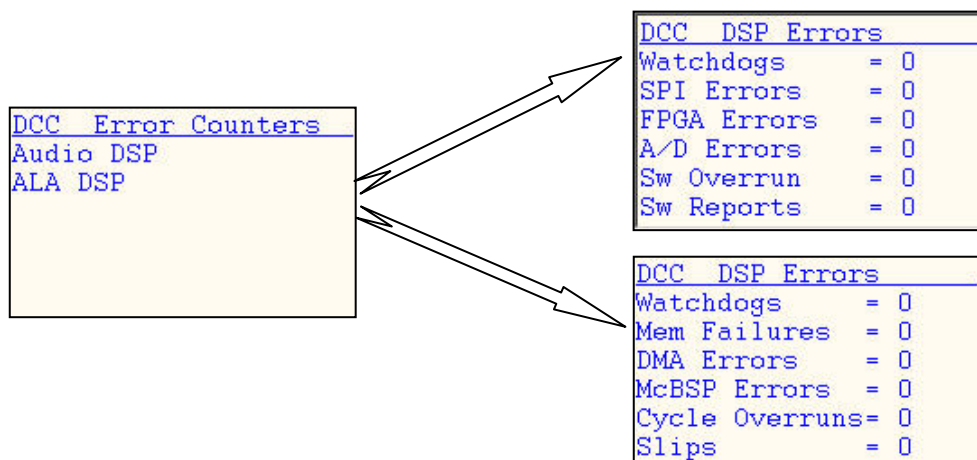 DCC  Error Counters
Audio DSP
ALA DSP
DCC  DSP Errors
Watchdogs = 0
SPI Errors = 0
FPGA Errors = 0
A/D Errors = 0
Sw Overrun = 0
Sw Reports = 0
DCC  DSP Errors
Watchdogs = 0
Mem Failures = 0
DMA Errors = 0
McBSP Errors = 0
Cycle Overruns= 0
Slips = 0